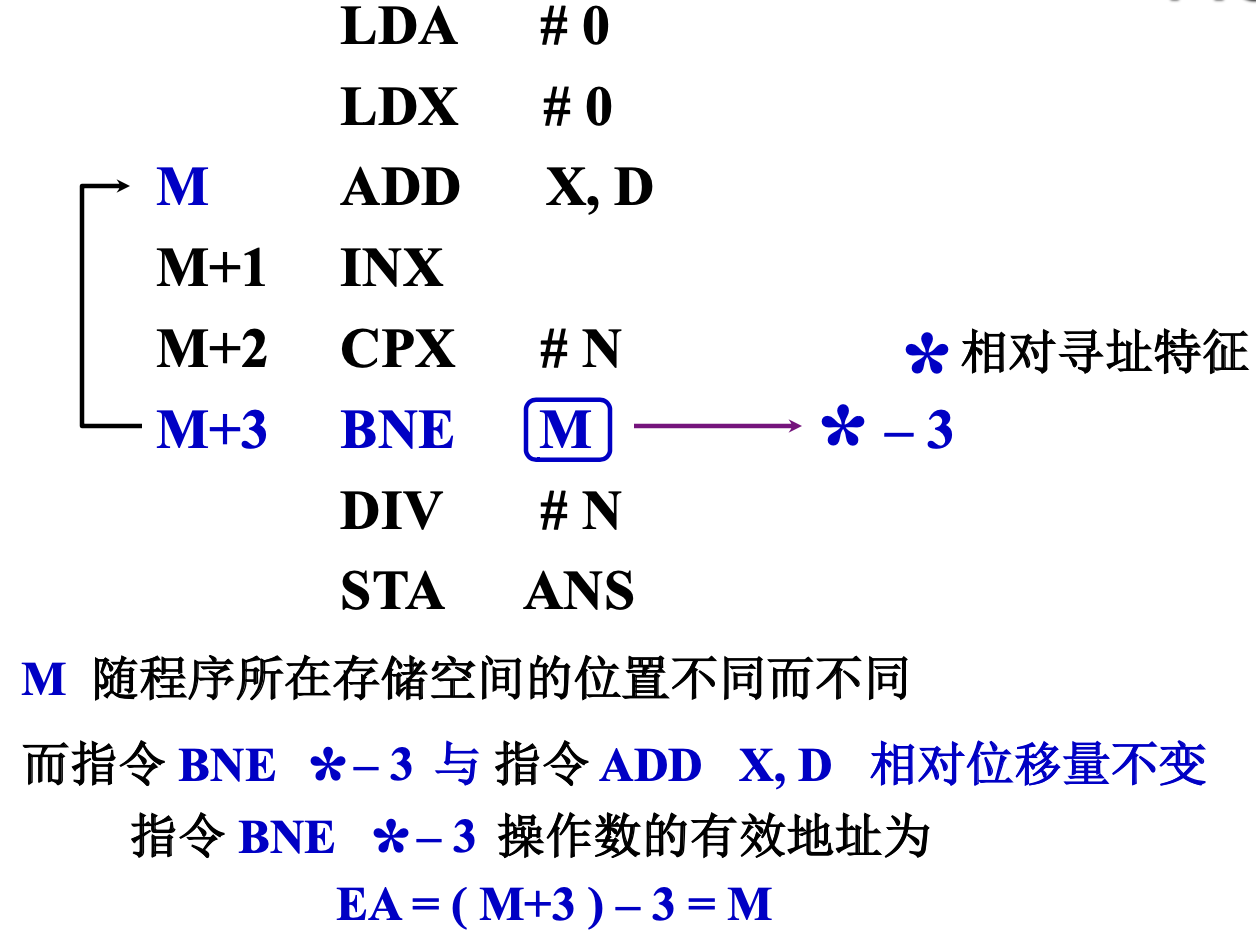 LDA # 0
LDX # 0
M ADD X, D
M+1 INX
M+2 CPX # N
* 相对寻址特征
M+3 BNE M * – 3
DIV # N
STA ANS
M 随程序所在存储空间的位置不同而不同
而指令 BNE * – 3 与 指令 ADD X, D 相对位移量不变
指令 BNE * – 3 操作数的有效地址为
EA = ( M+3 ) – 3 = M